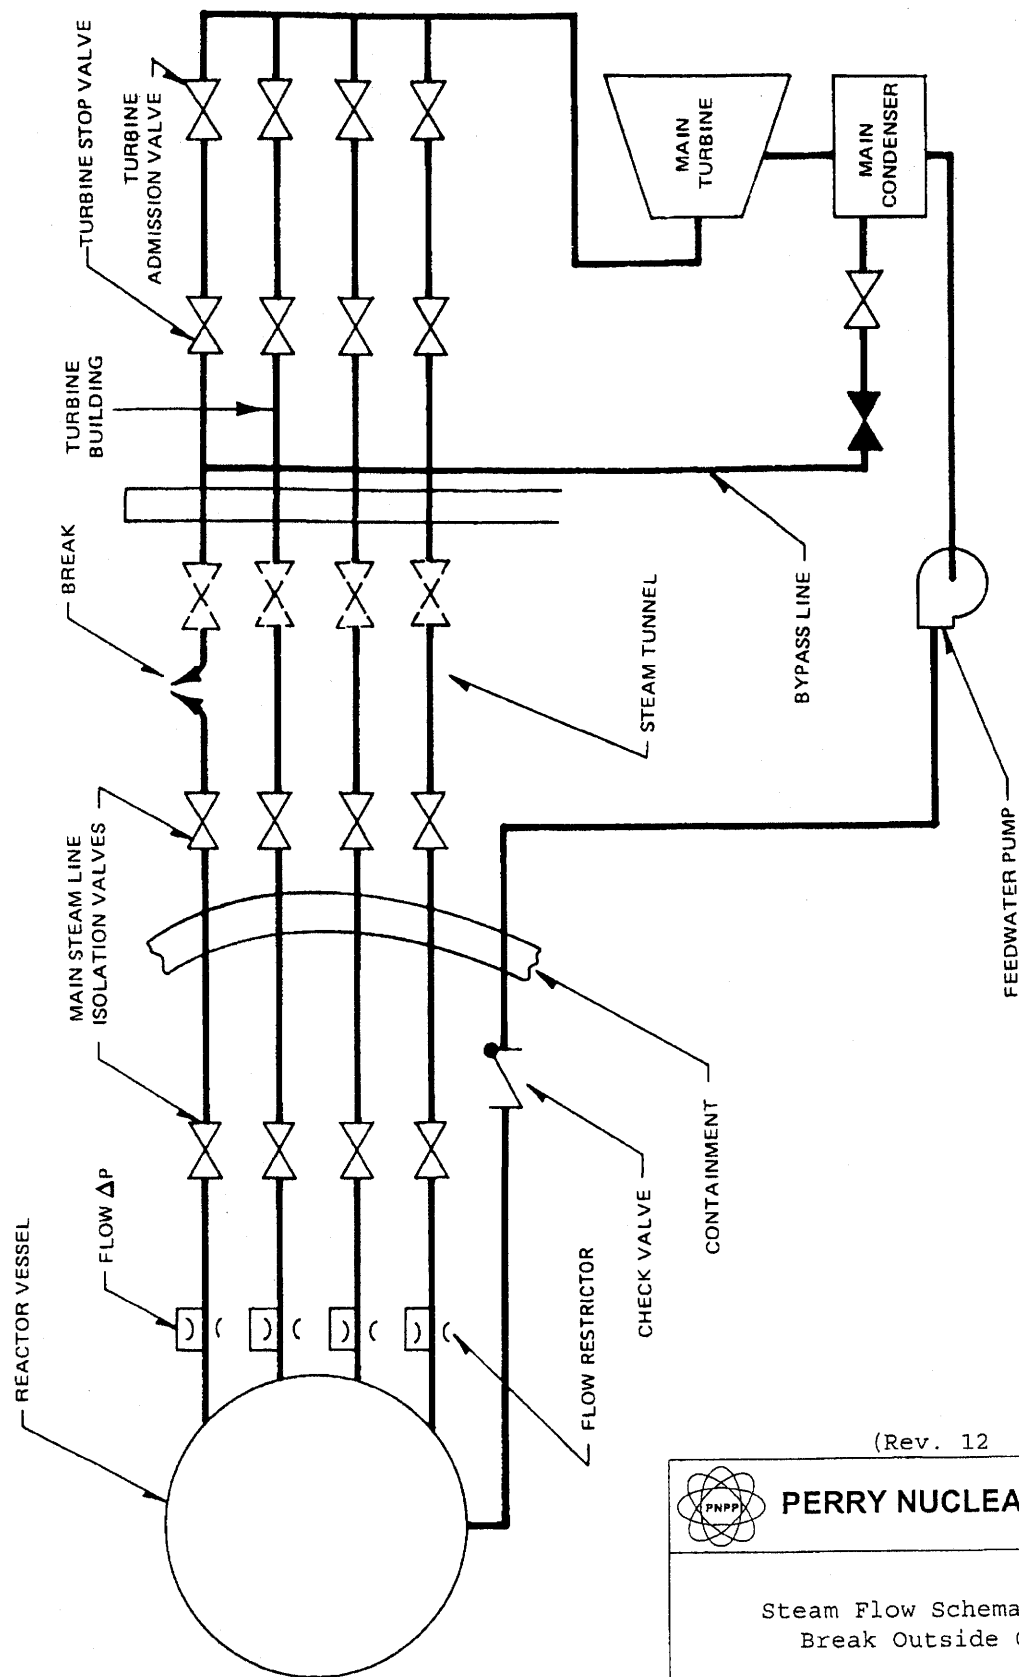 REACTOR VESSEL
FLOW ΔP
MAIN STEAM LINE
ISOLATION VALVES
BREAK
TURBINE
BUILDING
TURBINE STOP VALVE
TURBINE
ADMISSION VALVE
FLOW RESTRICTOR
CHECK VALVE
CONTAINMENT
STEAM TUNNEL
BYPASS LINE
MAIN
TURBINE
MAIN
CONDENSER
FEEDWATER PUMP
(Rev. 12
PNPP
PERRY NUCLEA
Steam Flow Schema
Break Outside